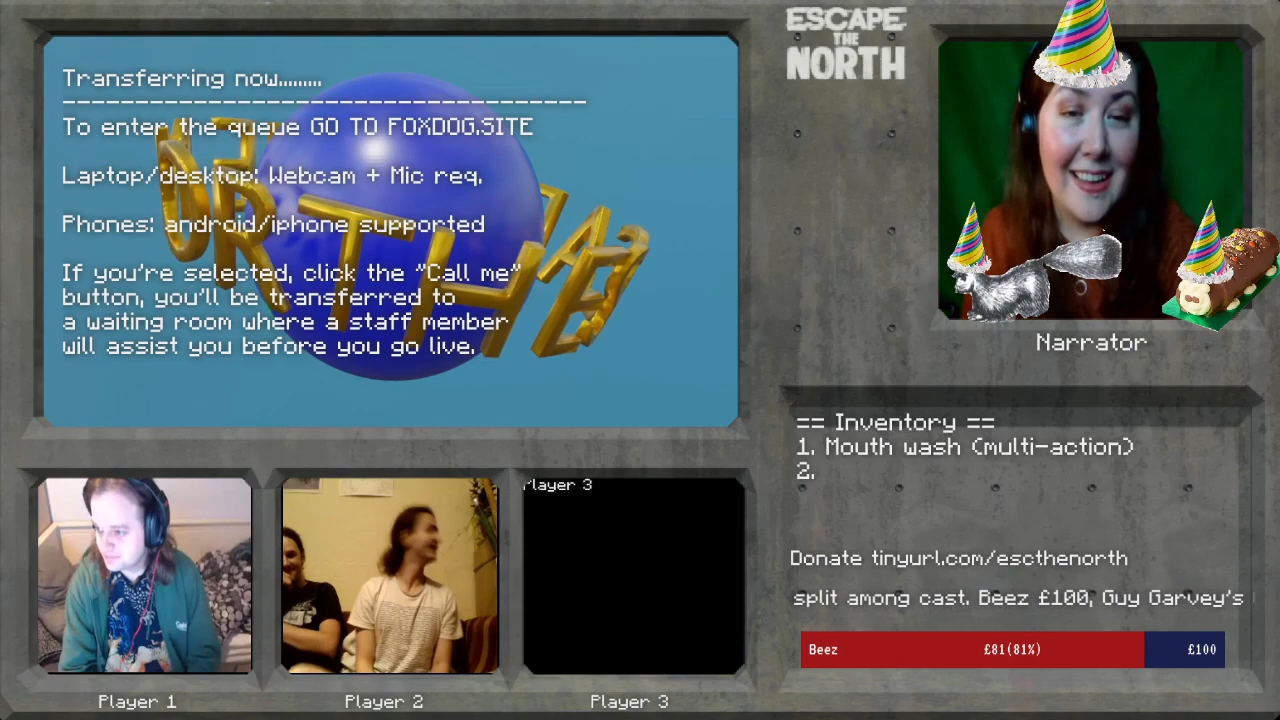 Transferring now........
---------------------------------
To enter the queue GO TO FOXDOG.SITE
Laptop/desktop: Webcam + Mic req.
Phones: android/iphone supported
If you're selected, click the "Call me"
button, you'll be transferred to
a waiting room where a staff member
will assist you before you go live.
ESCAPE
THE
NORTH
Narrator
== Inventory ==
1. Mouth wash (multi-action)
2.
Donate tinyurl.com/escthenorth
split among cast. Beez £100, Guy Garvey's
Beez £81(81%) £100
Player 3
Player 1
Player 2
Player 3